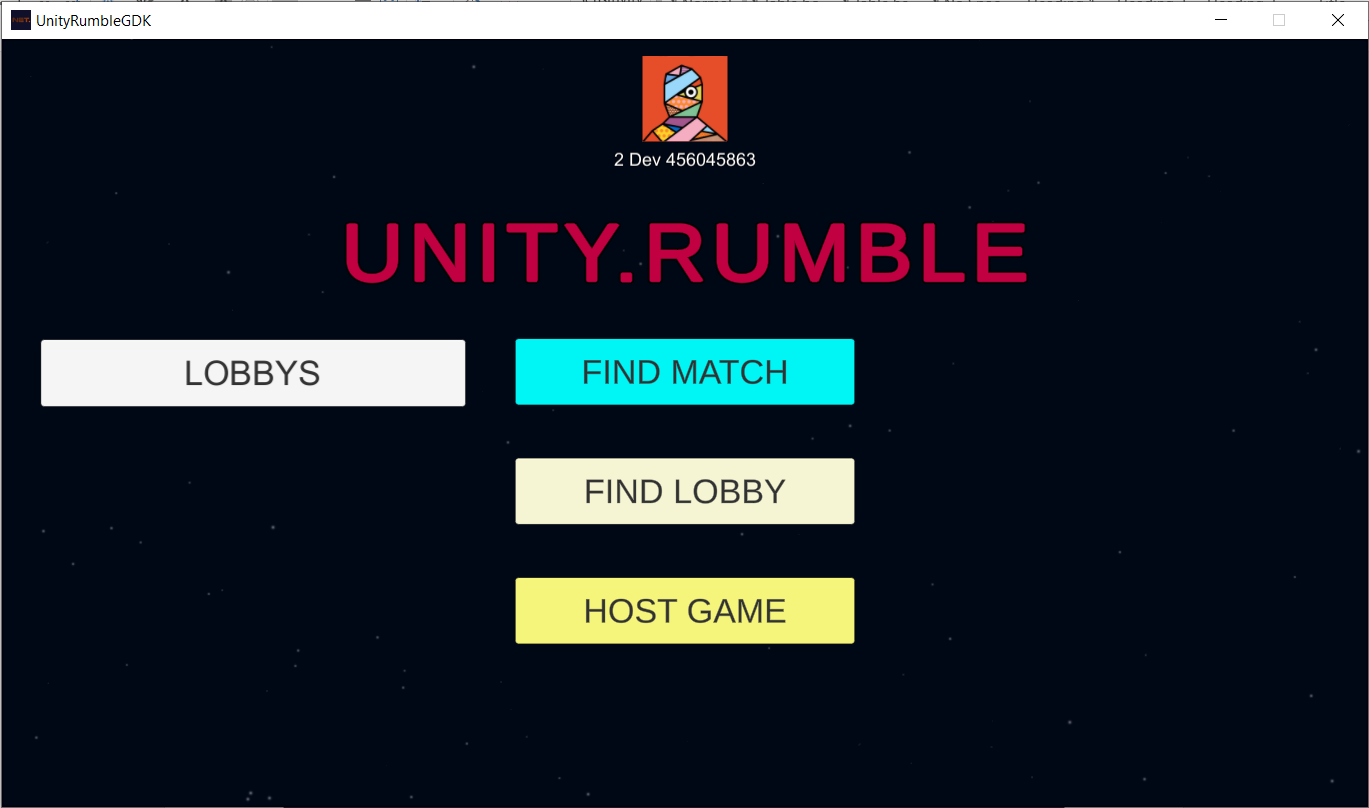 UnityRumbleGDK
2 Dev 456045863
UNITY.RUMBLE
LOBBYS
FIND MATCH
FIND LOBBY
HOST GAME